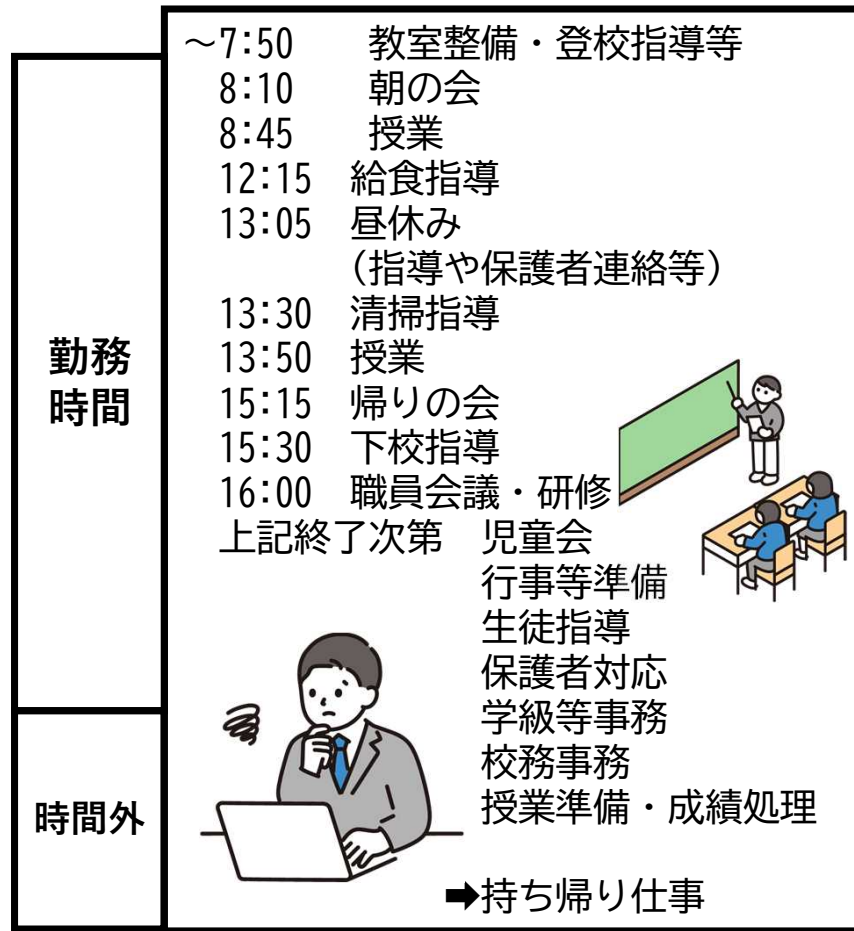 ～7:50 教室整備・登校指導等
8:10 朝の会
8:45 授業
12:15 給食指導
13:05 昼休み
（指導や保護者連絡等）
13:30 清掃指導
13:50 授業
15:15 帰りの会
15:30 下校指導
16:00 職員会議・研修
上記終了次第 児童会
行事等準備
生徒指導
保護者対応
学級等事務
校務事務
授業準備・成績処理
➡持ち帰り仕事
勤務
時間
時間外